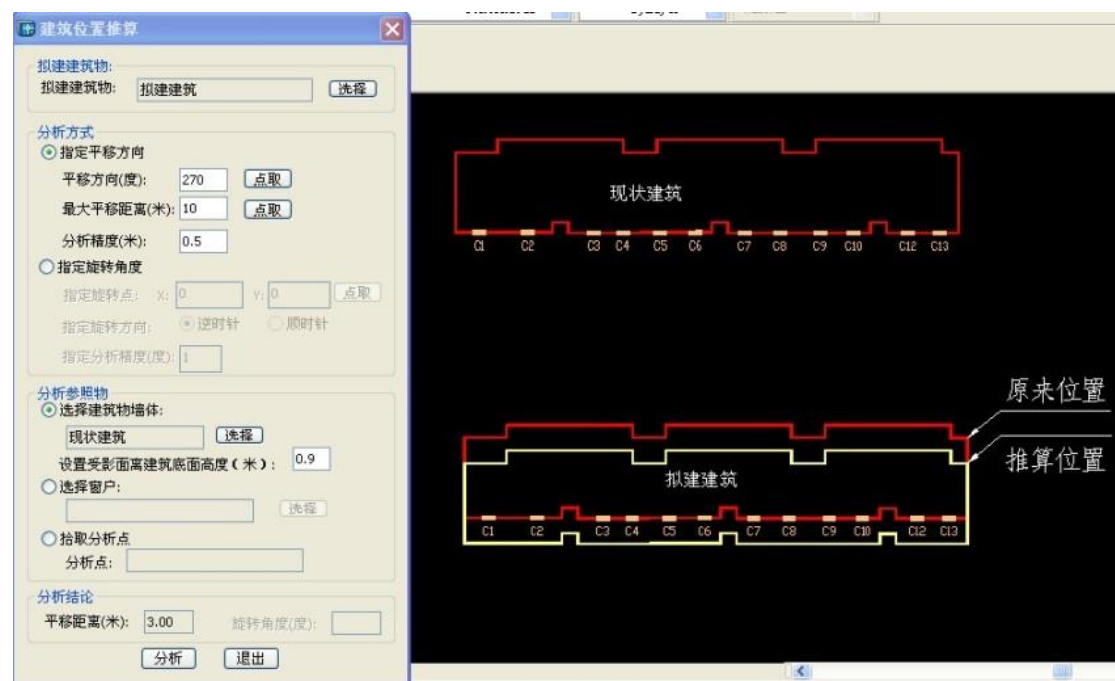 建筑位置推算
拟建建筑物:
拟建建筑物: 拟建建筑 选择
分析方式
指定平移方向
平移方向(度): 270 点取
最大平移距离(米): 10 点取
分析精度(米): 0.5
指定旋转角度
指定旋转点: X: 0 Y: 0 点取
指定旋转方向: 逆时针 顺时针
指定分析精度(度): 1
分析参照物
选择建筑物墙体:
现状建筑 选择
设置受影面离建筑底面高度(米): 0.9
选择窗户:
选择
拾取分析点
分析点:
分析结论
平移距离(米): 3.00 旋转角度(度):
分析 退出
现状建筑
C1 C2 C3 C4 C5 C6 C7 C8 C9 C10 C12 C13
原来位置
推算位置
拟建建筑
C1 C2 C3 C4 C5 C6 C7 C8 C9 C10 C12 C13